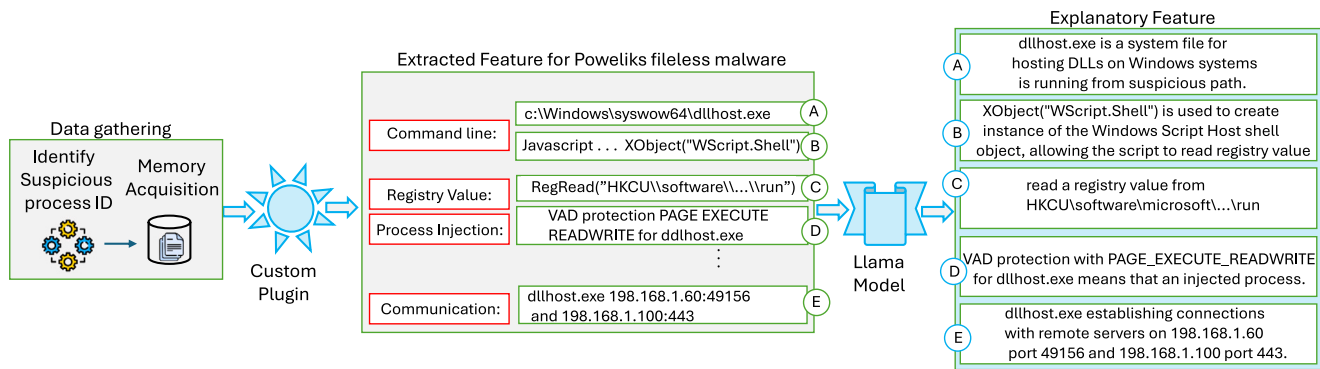 Data gathering
Identify
Suspicious
process ID
Memory
Acquisition
Custom
Plugin
Extracted Feature for Poweliks fileless malware
Command line:
c:\Windows\syswow64\dllhost.exe
A
Javascript . . . XObject("WScript.Shell")
B
Registry Value:
RegRead("HKCU\\software\\...\\run")
C
Process Injection:
VAD protection PAGE EXECUTE
READWRITE for ddlhost.exe
D
Communication:
dllhost.exe 198.168.1.60:49156
and 198.168.1.100:443
E
Llama
Model
Explanatory Feature
A
dllhost.exe is a system file for
hosting DLLs on Windows systems
is running from suspicious path.
B
XObject("WScript.Shell") is used to create
instance of the Windows Script Host shell
object, allowing the script to read registry value
C
read a registry value from
HKCU\software\microsoft\...\run
D
VAD protection with PAGE_EXECUTE_READWRITE
for dllhost.exe means that an injected process.
E
dllhost.exe establishing connections
with remote servers on 198.168.1.60
port 49156 and 198.168.1.100 port 443.